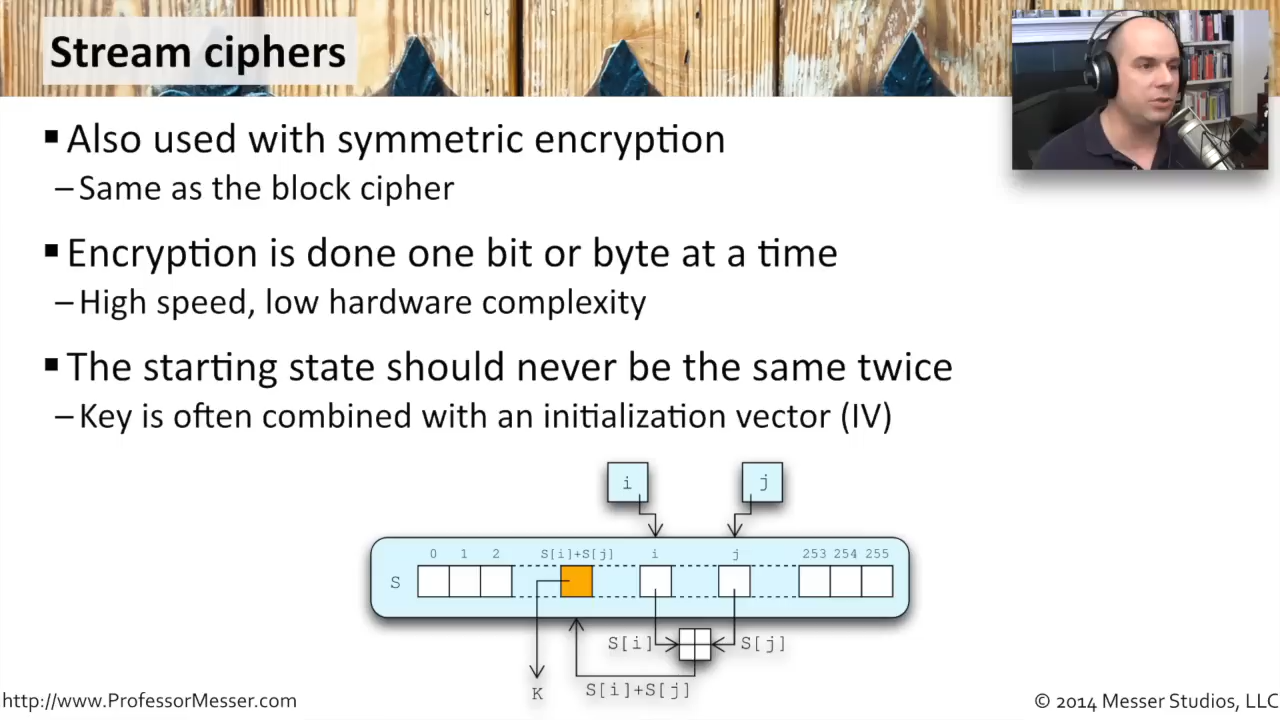 Stream ciphers
▪ Also used with symmetric encryption
– Same as the block cipher
▪ Encryption is done one bit or byte at a time
– High speed, low hardware complexity
▪ The starting state should never be the same twice
– Key is often combined with an initialization vector (IV)
i j
0 1 2 S[i]+S[j] i j 253 254 255
S
S[i] S[j]
K S[i]+S[j]
http://www.ProfessorMesser.com © 2014 Messer Studios, LLC